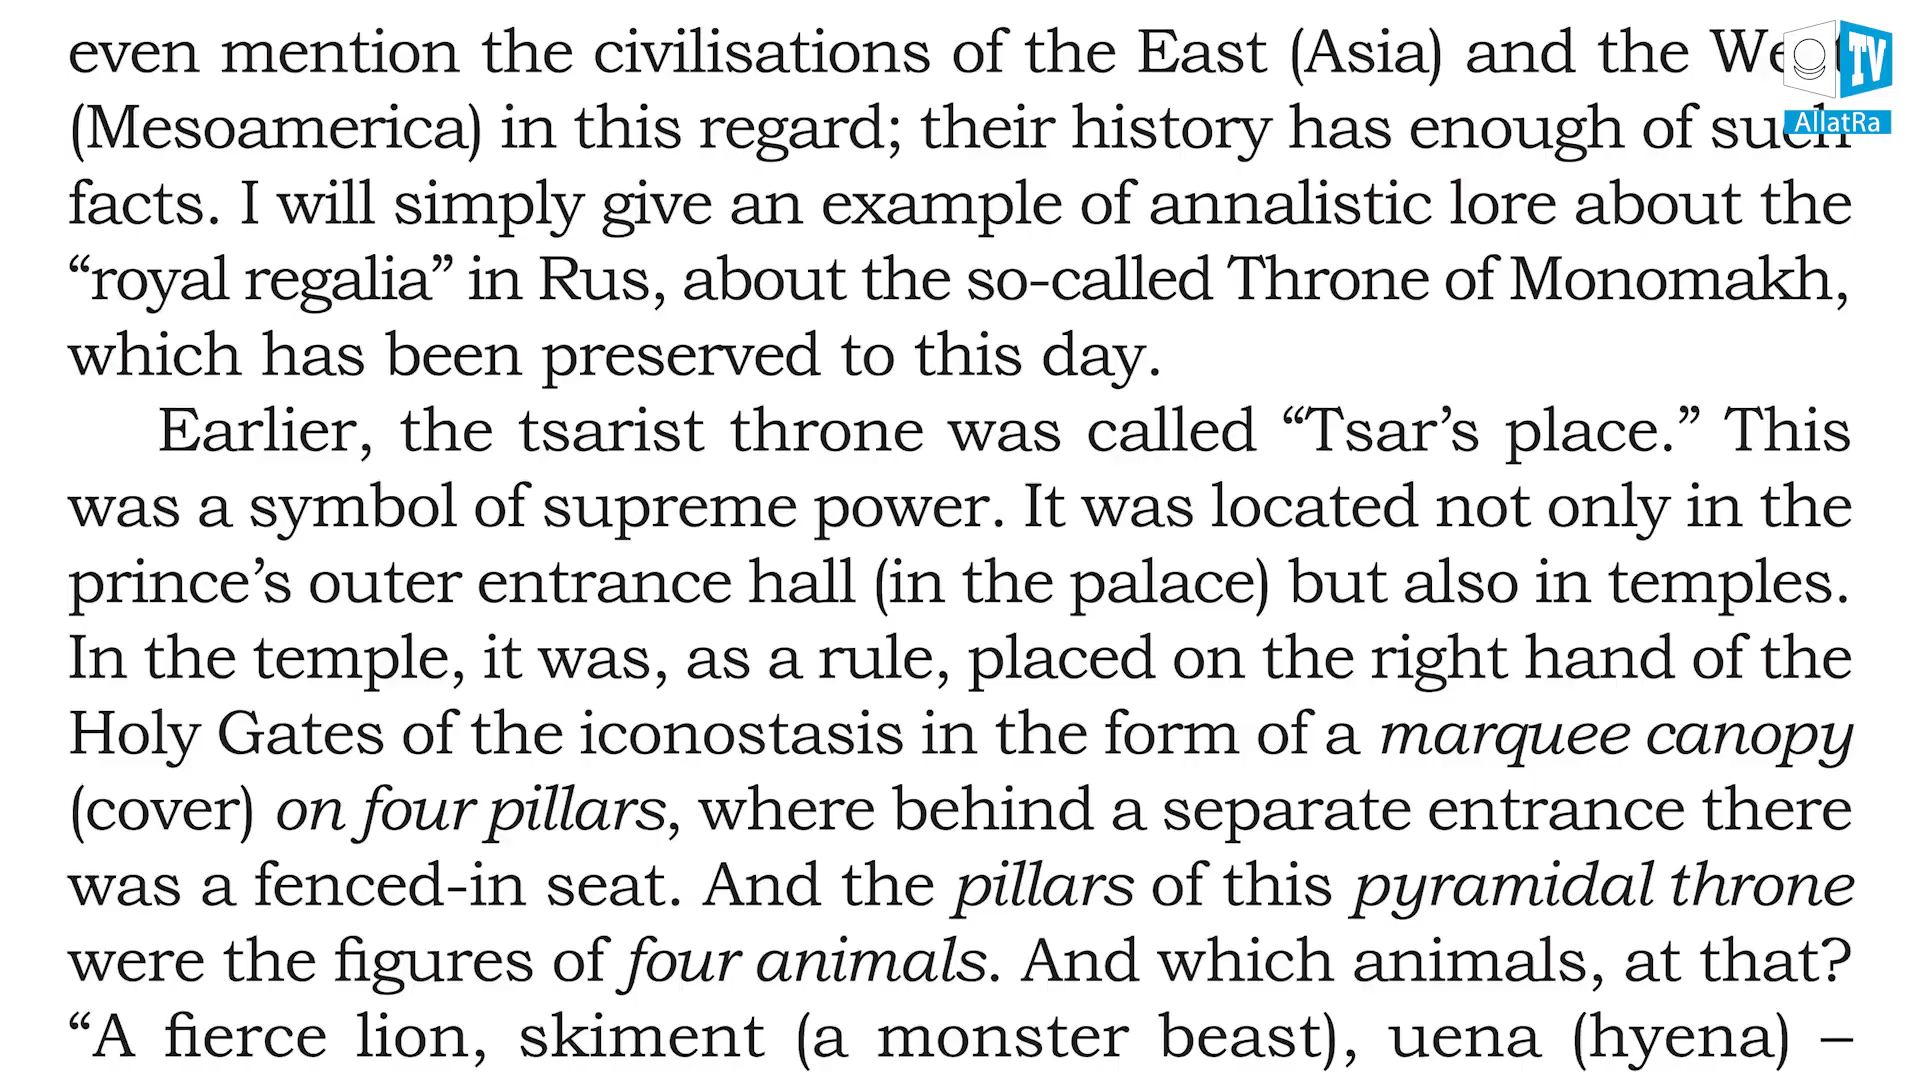 even mention the civilisations of the East (Asia) and the West
(Mesoamerica) in this regard; their history has enough of such
facts. I will simply give an example of annalistic lore about the
“royal regalia” in Rus, about the so-called Throne of Monomakh,
which has been preserved to this day.
Earlier, the tsarist throne was called “Tsar’s place.” This
was a symbol of supreme power. It was located not only in the
prince’s outer entrance hall (in the palace) but also in temples.
In the temple, it was, as a rule, placed on the right hand of the
Holy Gates of the iconostasis in the form of a marquee canopy
(cover) on four pillars, where behind a separate entrance there
was a fenced-in seat. And the pillars of this pyramidal throne
were the figures of four animals. And which animals, at that?
“A fierce lion, skiment (a monster beast), uena (hyena) –
TV
AllatRa